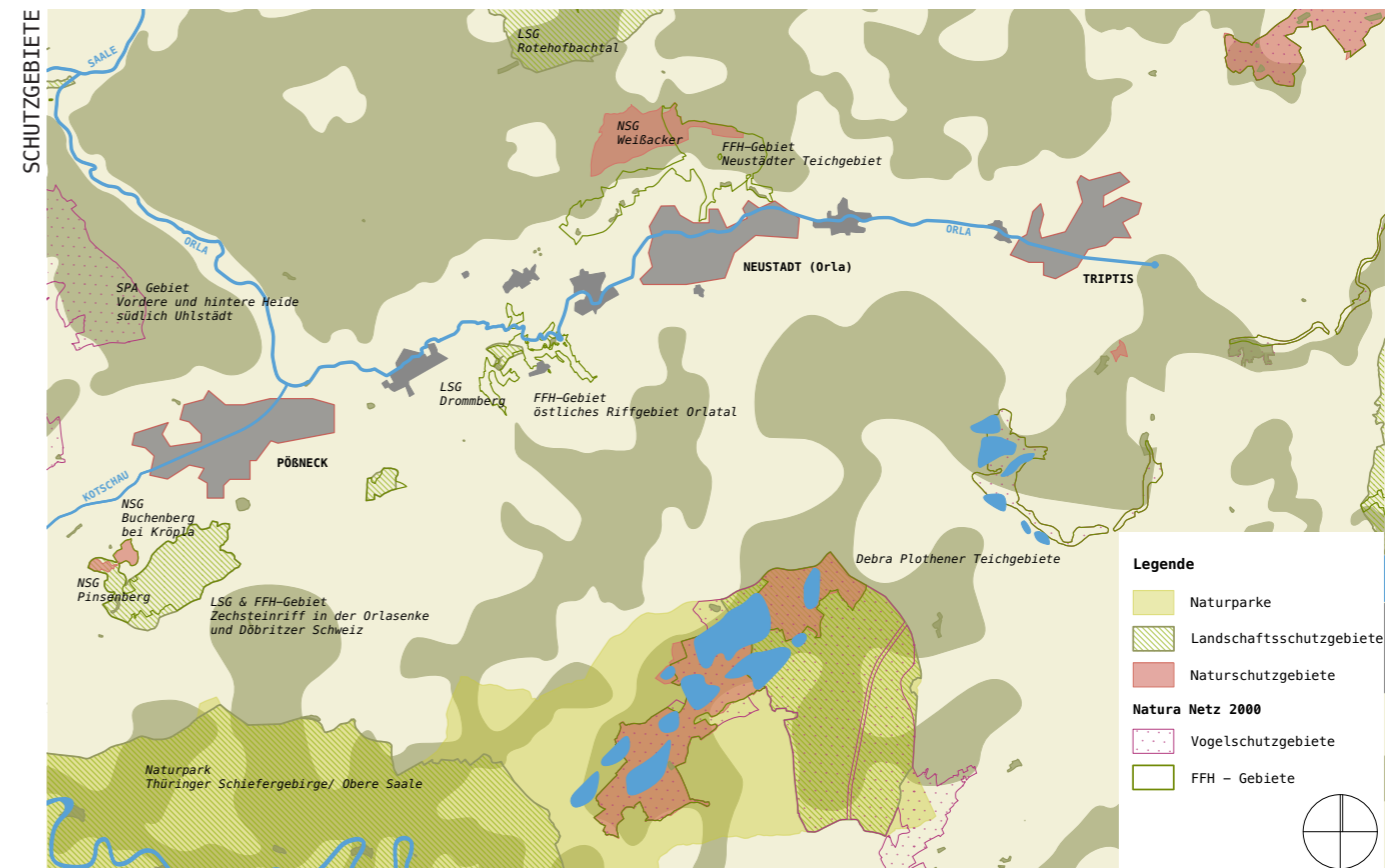 SCHUTZGEBIETE
SAALE
LSG
Rotehofbachtal
NSG
Weißacker
FFH-Gebiet
Neustädter Teichgebiet
ORLA
ORLA
NEUSTADT (Orla)
TRIPTIS
SPA Gebiet
Vordere und hintere Heide
südlich Uhlstädt
LSG
Drommberg
FFH-Gebiet
östliches Riffgebiet Orlatal
PÖßNECK
KOTSCHAU
NSG
Buchenberg
bei Kröpla
NSG
Pinsenberg
LSG & FFH-Gebiet
Zechsteinriff in der Orlasenke
und Döbritzer Schweiz
Debra Plothener Teichgebiete
Naturpark
Thüringer Schiefergebirge/ Obere Saale
Legende
Naturparke
Landschaftsschutzgebiete
Naturschutzgebiete
Natura Netz 2000
Vogelschutzgebiete
FFH - Gebiete